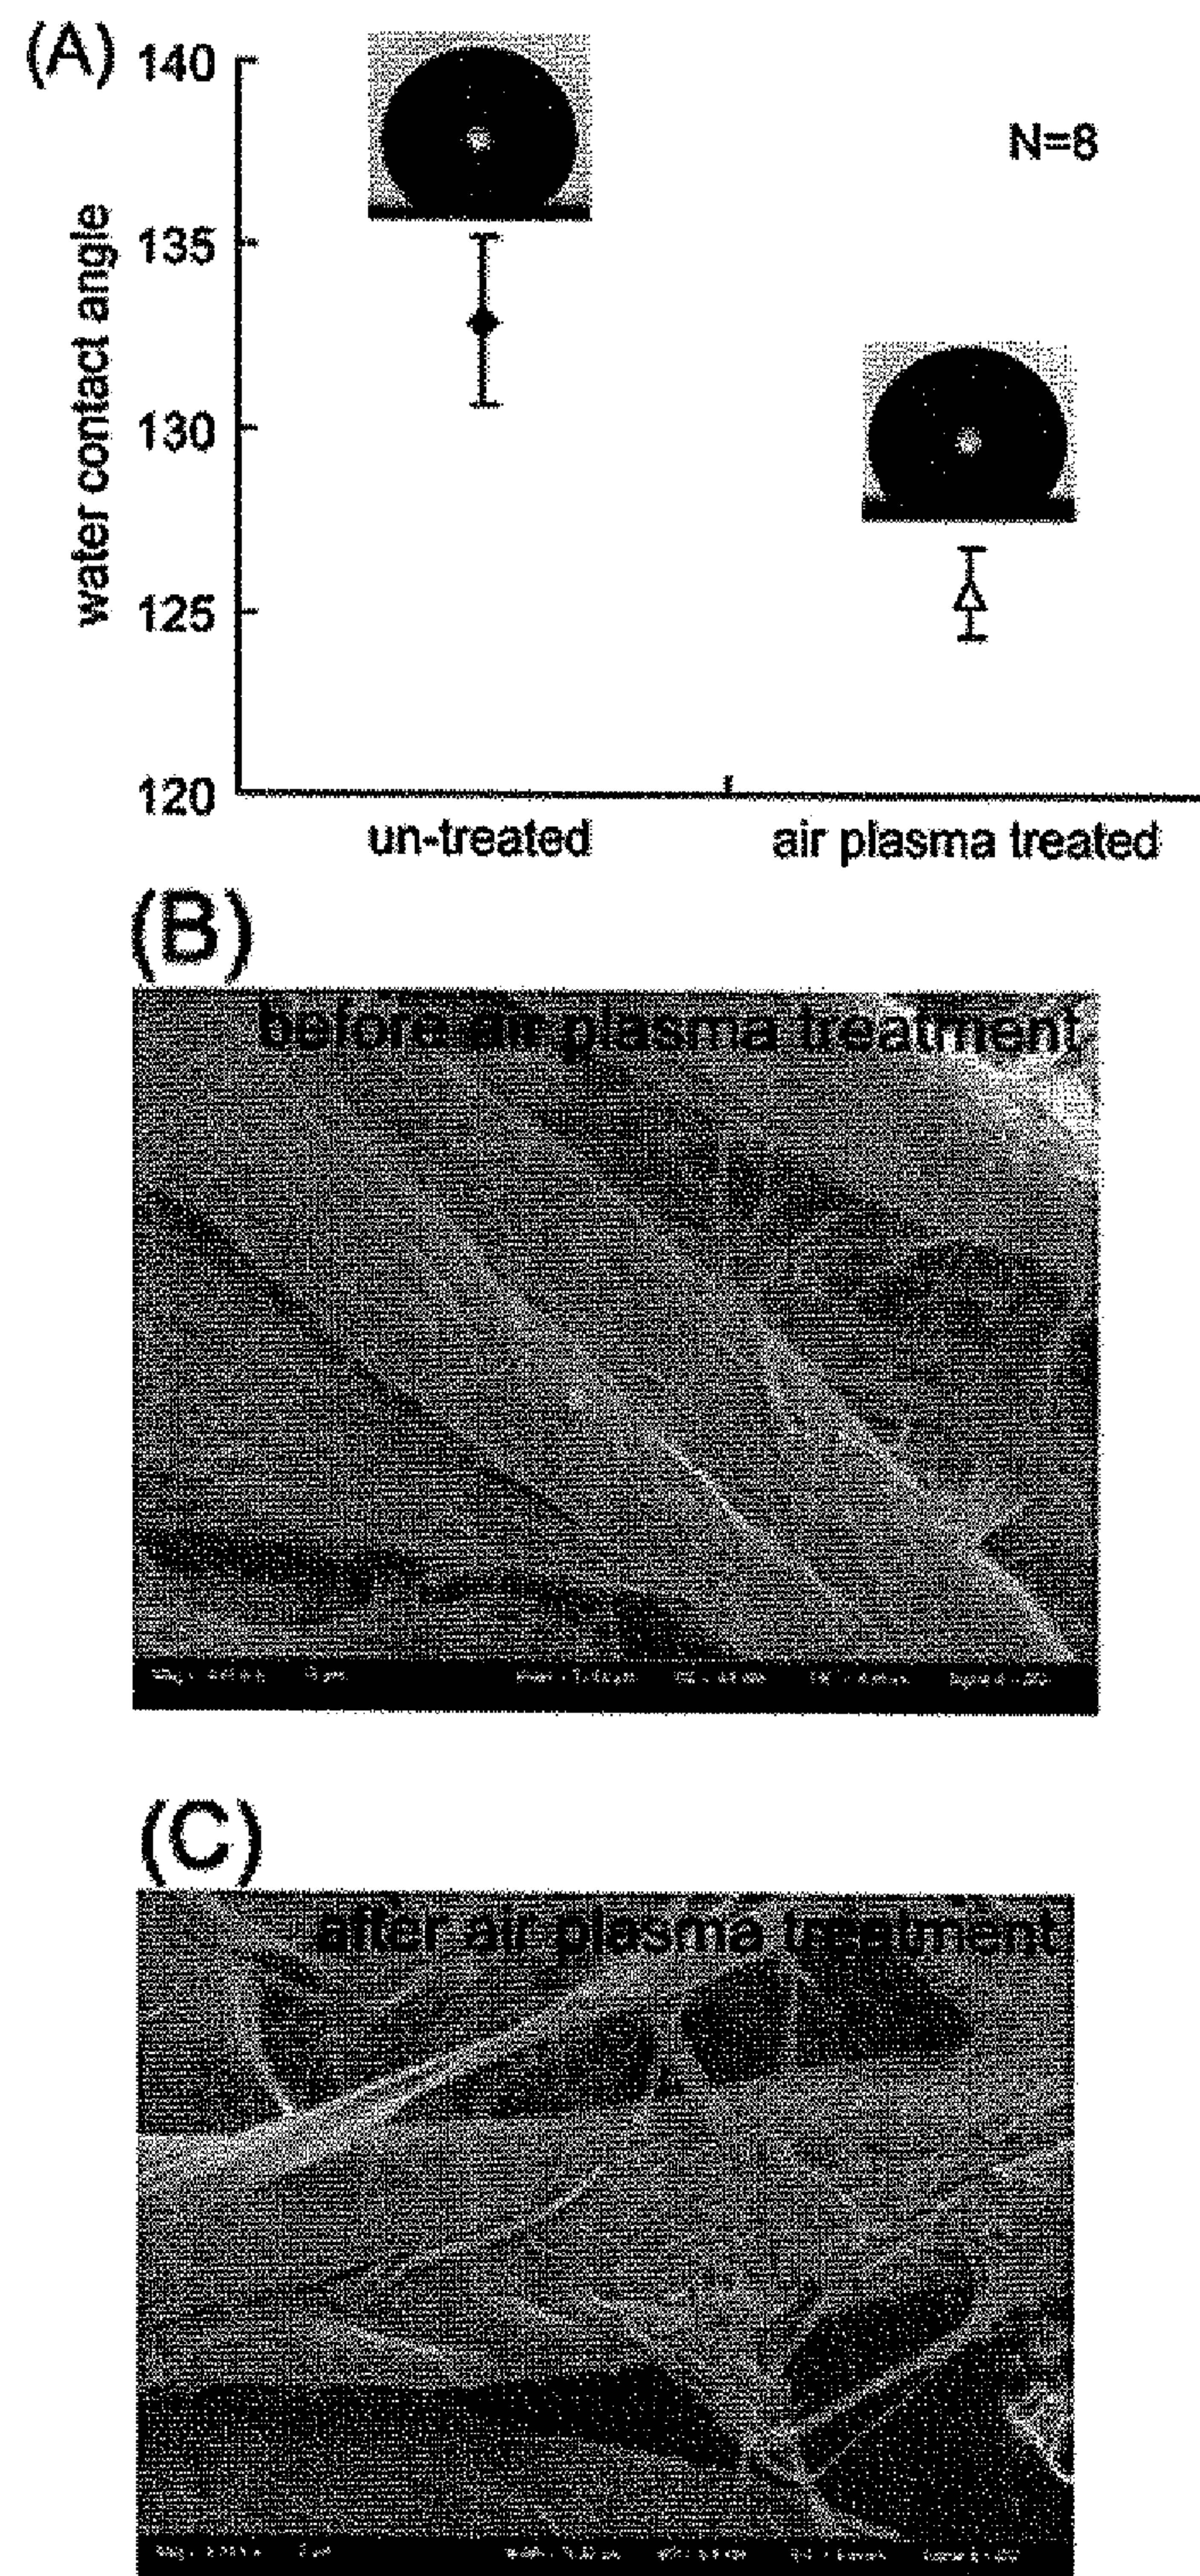 (A)
140
135
130
125
120
water contact angle
N=8
un-treated
air plasma treated
(B)
before air plasma treatment
(C)
after air plasma treatment